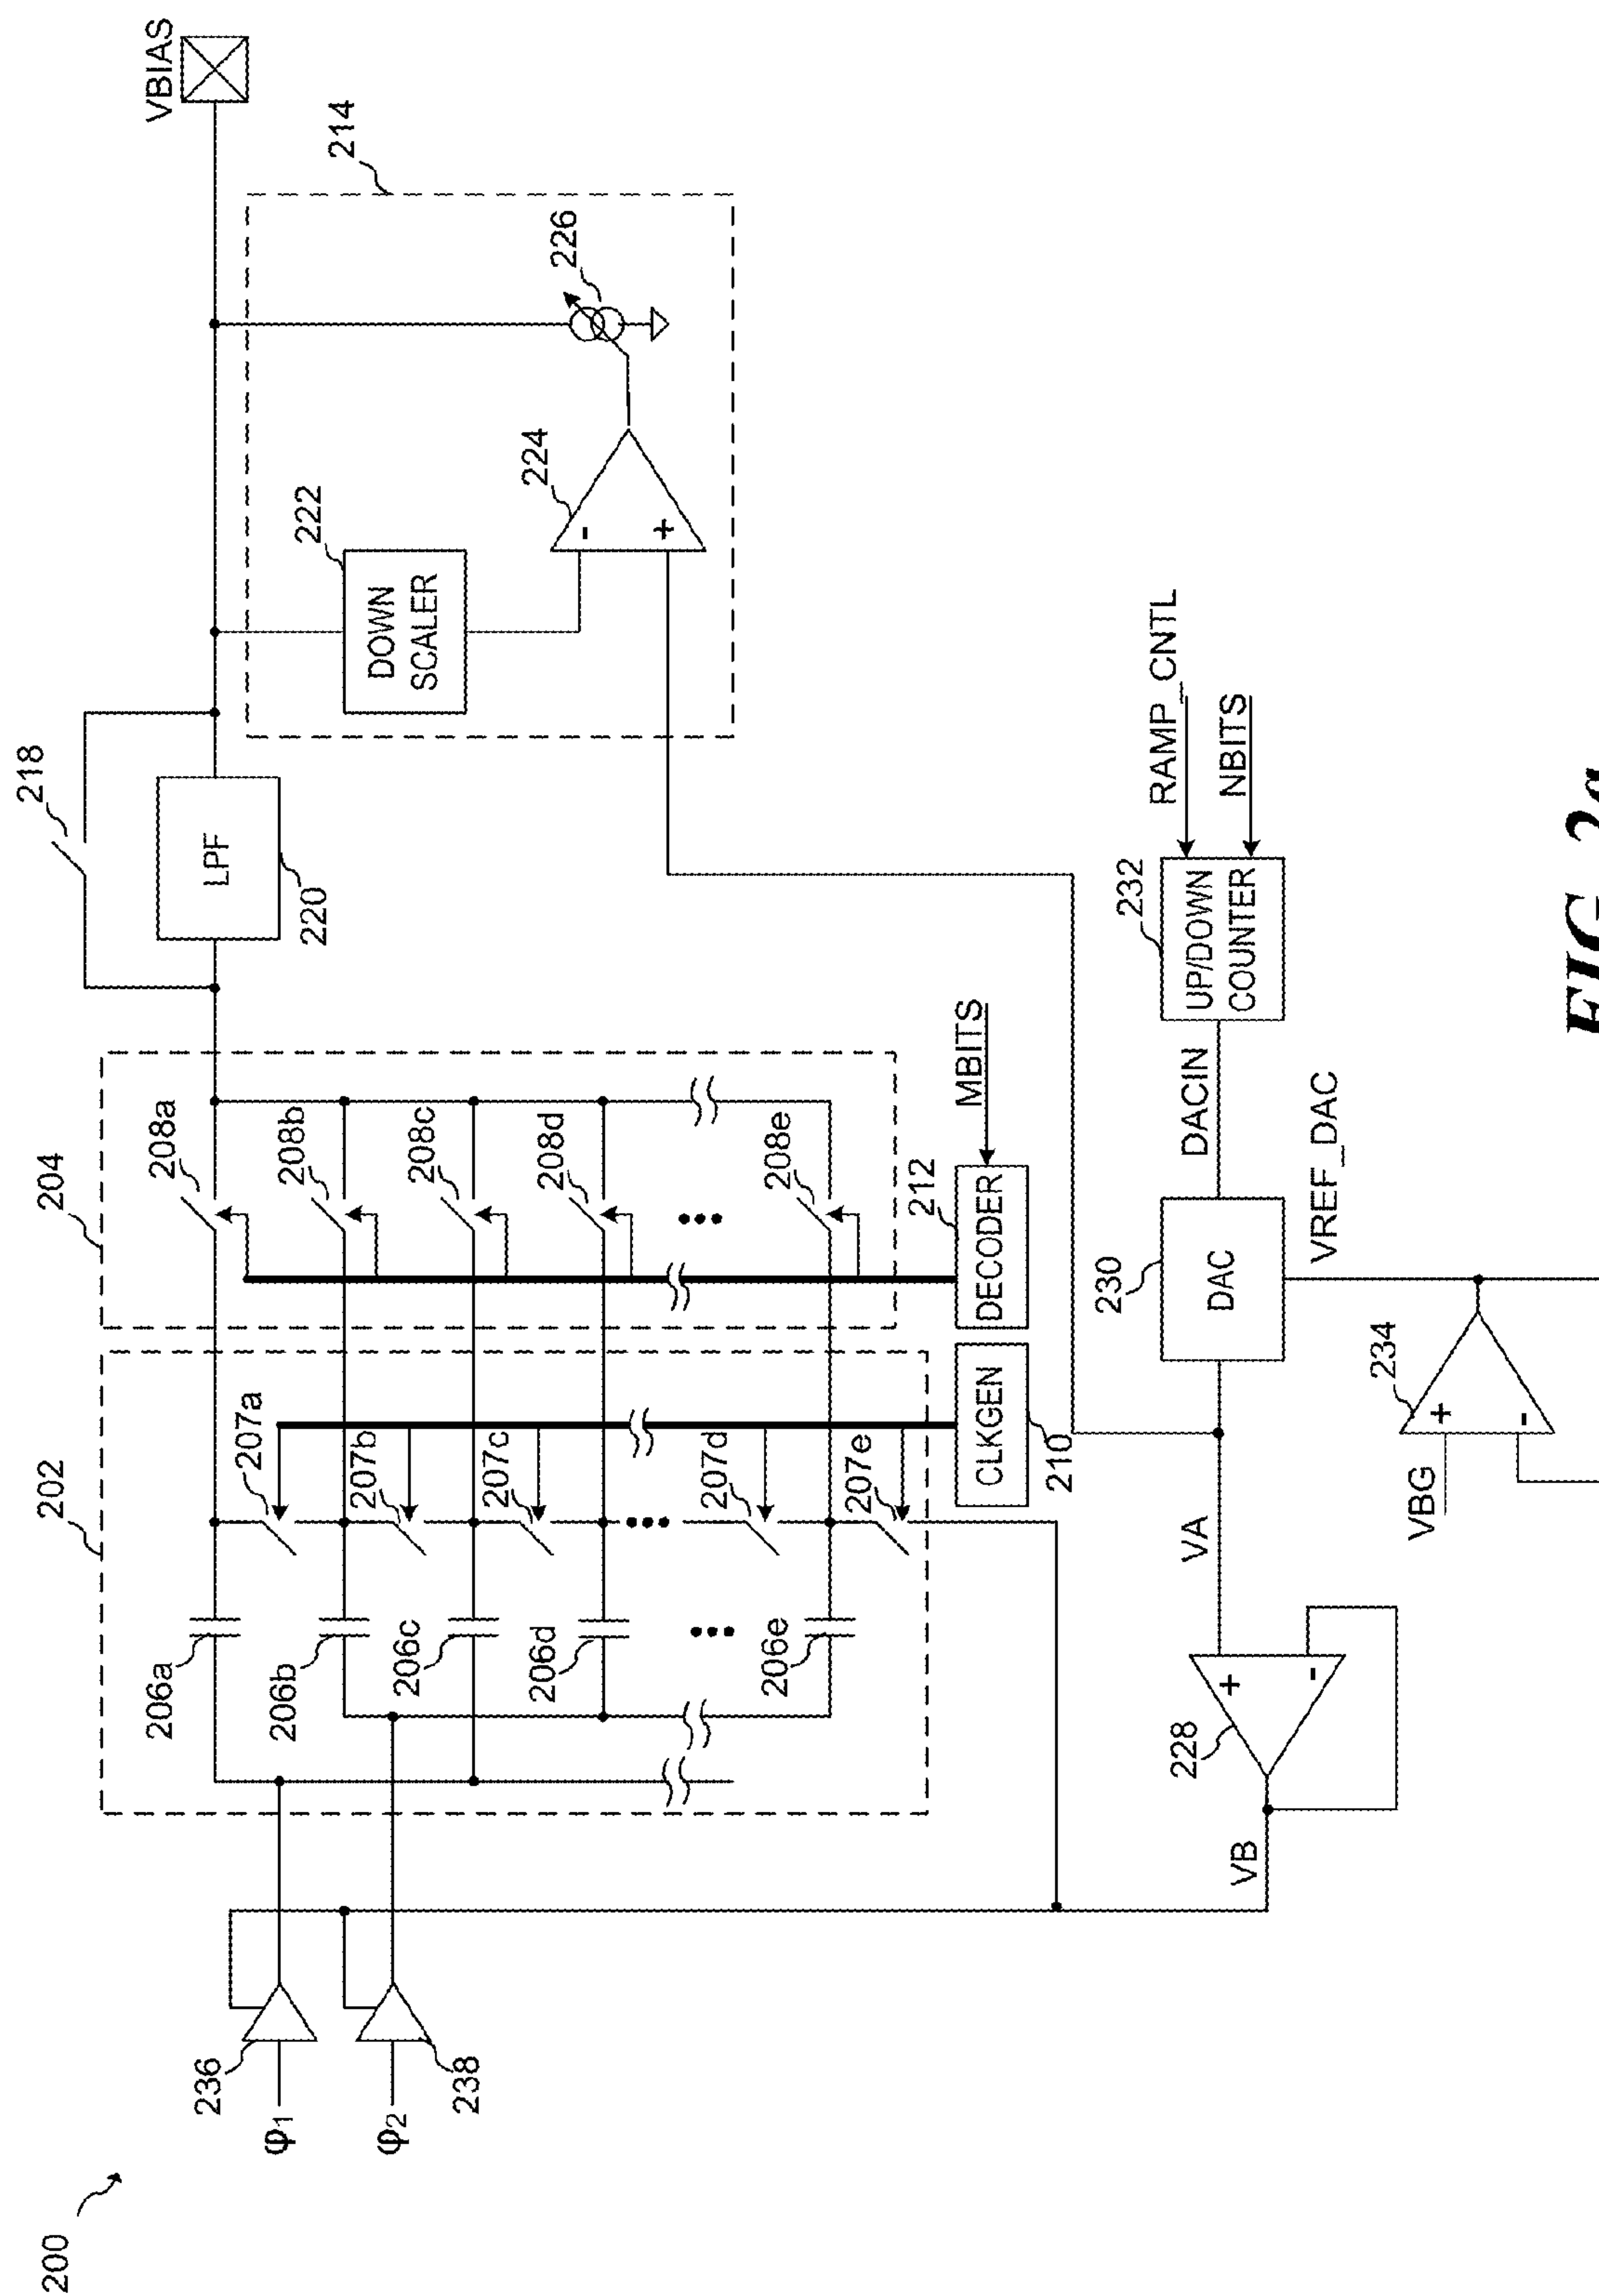 200
φ1
φ2
236
238
202
206a
206b
206c
206d
206e
207a
207b
207c
207d
207e
CLKGEN
210
204
208a
208b
208c
208d
208e
DECODER
212
MBITS
218
LPF
220
VBIAS
214
DOWN
SCALER
222
-
+
224
226
VB
228
+
-
VA
DAC
230
DACIN
UP/DOWN
COUNTER
232
RAMP_CNTL
NBITS
VREF_DAC
234
+
-
VBG
FIG. 2a